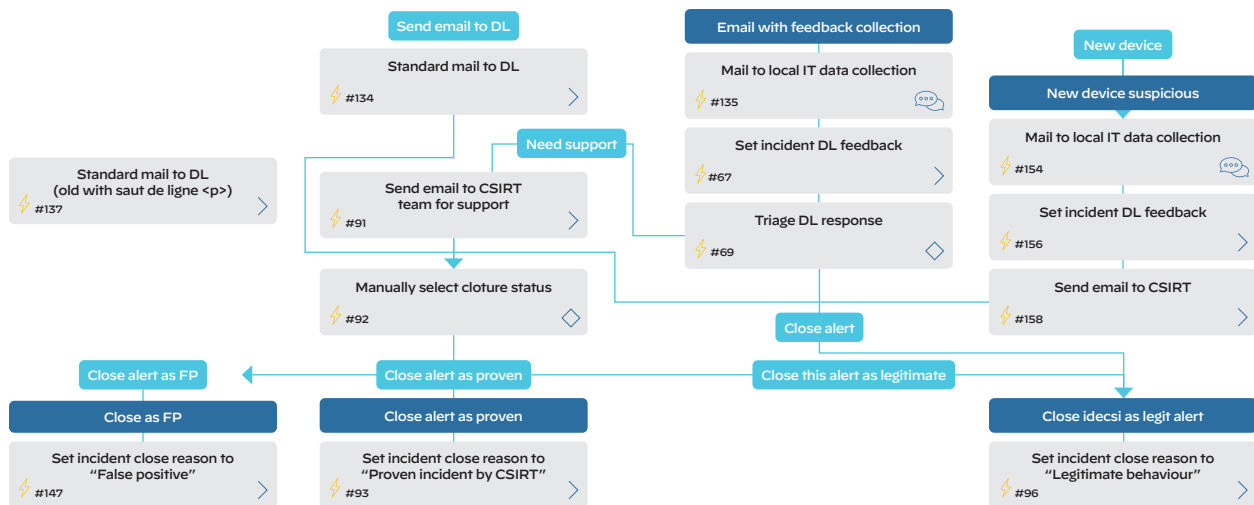 Send email to DL
Email with feedback collection
New device
Standard mail to DL
#134
Mail to local IT data collection
#135
New device suspicious
Need support
Set incident DL feedback
#67
Mail to local IT data collection
#154
Standard mail to DL
(old with saut de ligne <p>)
#137
Send email to CSIRT
team for support
#91
Triage DL response
#69
Set incident DL feedback
#156
Manually select cloture status
#92
Send email to CSIRT
#158
Close alert
Close alert as FP
Close alert as proven
Close this alert as legitimate
Close as FP
Close alert as proven
Close idecsi as legit alert
Set incident close reason to
“False positive”
#147
Set incident close reason to
“Proven incident by CSIRT”
#93
Set incident close reason to
“Legitimate behaviour”
#96